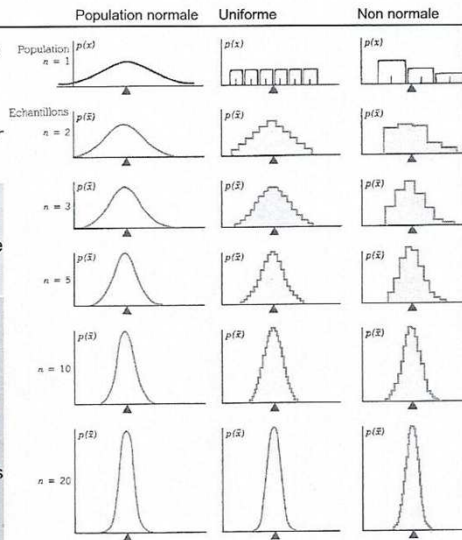 Population normale Uniforme Non normale
Population
n = 1
p(x) p(x) p(x)
Echantillons
n = 2
p(x̄) p(x̄) p(x̄)
n = 3
p(x̄) p(x̄) p(x̄)
n = 5
p(x̄) p(x̄) p(x̄)
n = 10
p(x̄) p(x̄) p(x̄)
n = 20
p(x̄) p(x̄) p(x̄)